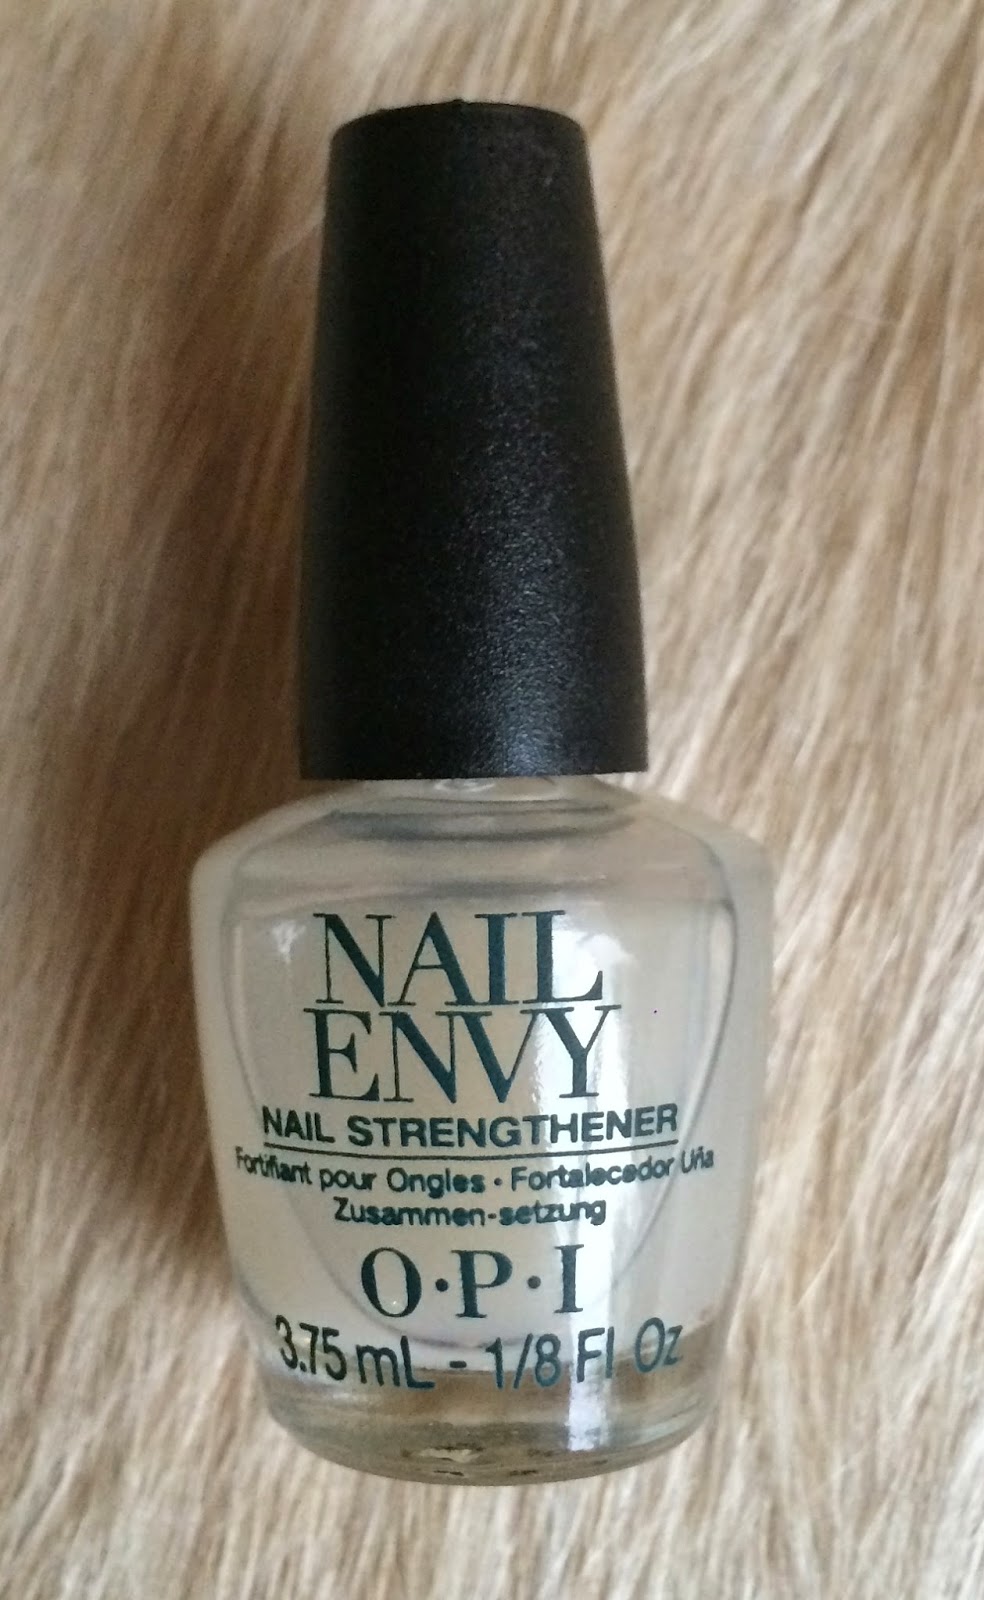 NAIL
ENVY
NAIL STRENGTHENER
Fortifiant pour Ongles • Fortalecedor Uña
Zusammen-setzung
O•P•I
3.75 mL - 1/8 Fl Oz